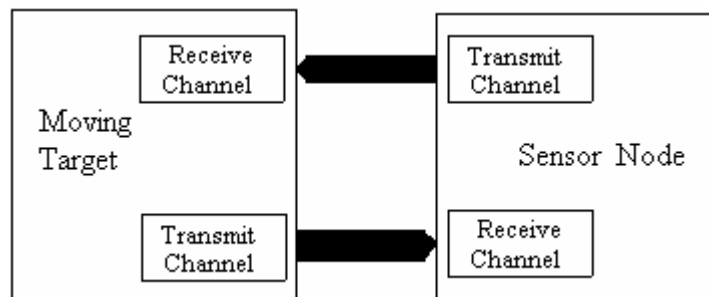 Receive
Channel
Transmit
Channel
Moving
Target
Sensor Node
Transmit
Channel
Receive
Channel